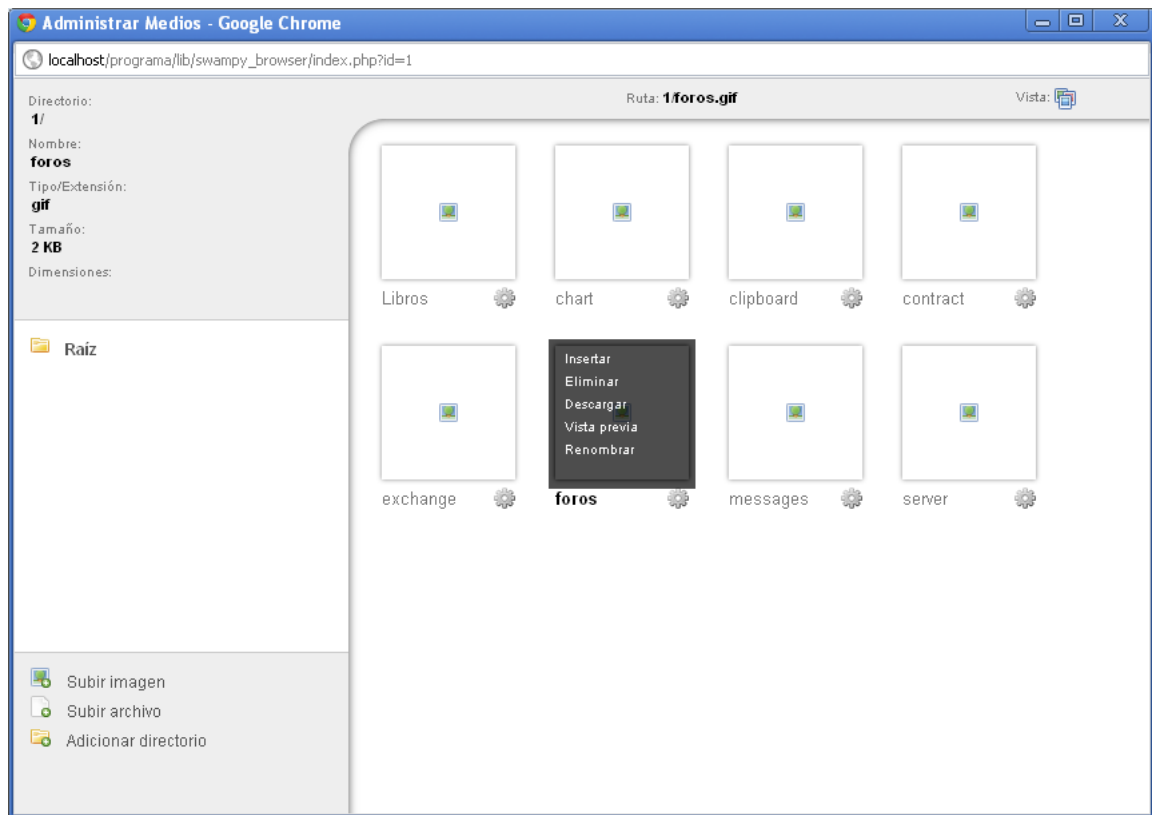 Administrar Medios - Google Chrome
localhost/programa/lib/swampy_browser/index.php?id=1
Directorio:
1/
Nombre:
foros
Tipo/Extensión:
gif
Tamaño:
2 KB
Dimensiones:
Ruta: 1/foros.gif
Vista:
Raíz
Subir imagen
Subir archivo
Adicionar directorio
Libros
chart
clipboard
contract
Insertar
Eliminar
Descargar
Vista previa
Renombrar
exchange
foros
messages
server